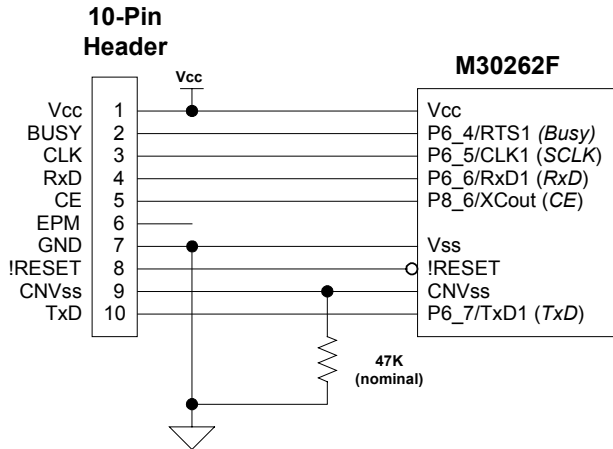 10-Pin
Header
M30262F
Vcc
Vcc 1 Vcc
BUSY 2 P6_4/RTS1 (Busy)
CLK 3 P6_5/CLK1 (SCLK)
RxD 4 P6_6/RxD1 (RxD)
CE 5 P8_6/XCout (CE)
EPM 6
GND 7 Vss
!RESET 8 !RESET
CNVss 9 CNVss
TxD 10 P6_7/TxD1 (TxD)
47K
(nominal)